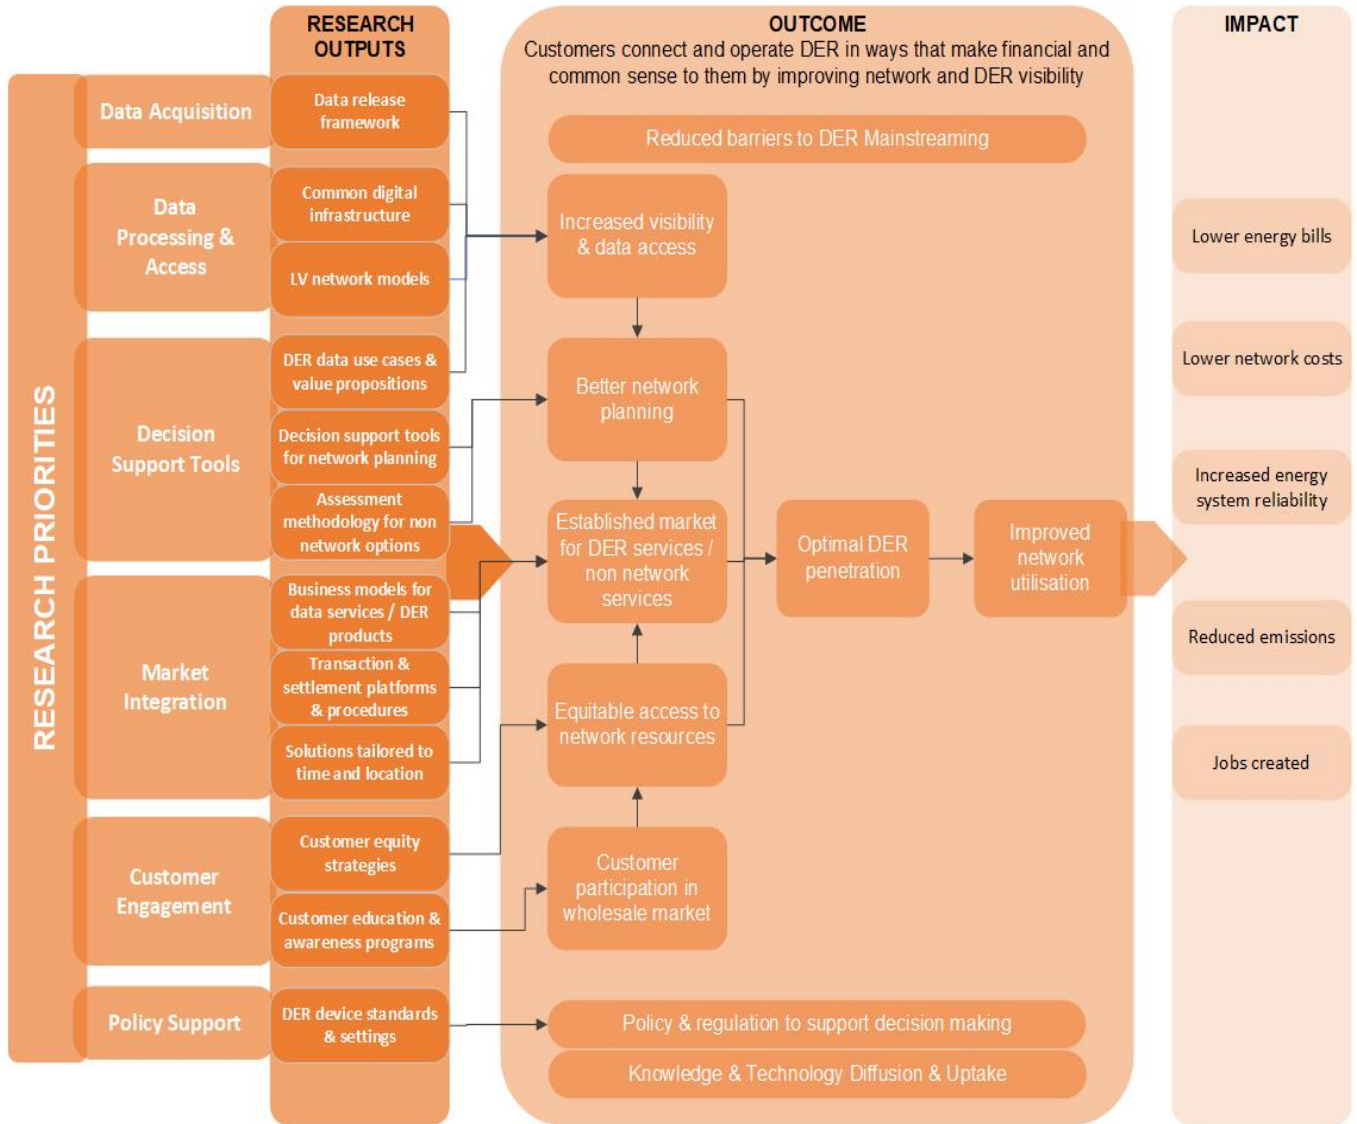 RESEARCH
OUTPUTS
OUTCOME
Customers connect and operate DER in ways that make financial and
common sense to them by improving network and DER visibility
IMPACT
RESEARCH PRIORITIES
Data Acquisition
Data
Processing &
Access
Decision
Support Tools
Market
Integration
Customer
Engagement
Policy Support
Data release
framework
Common digital
infrastructure
LV network models
DER data use cases &
value propositions
Decision support tools
for network planning
Assessment
methodology for non
network options
Business models for
data services / DER
products
Transaction &
settlement platforms
& procedures
Solutions tailored to
time and location
Customer equity
strategies
Customer education &
awareness programs
DER device standards
& settings
Reduced barriers to DER Mainstreaming
Increased visibility
& data access
Better network
planning
Established market
for DER services /
non network
services
Equitable access to
network resources
Customer
participation in
wholesale market
Optimal DER
penetration
Improved
network
utilisation
Policy & regulation to support decision making
Knowledge & Technology Diffusion & Uptake
Lower energy bills
Lower network costs
Increased energy
system reliability
Reduced emissions
Jobs created